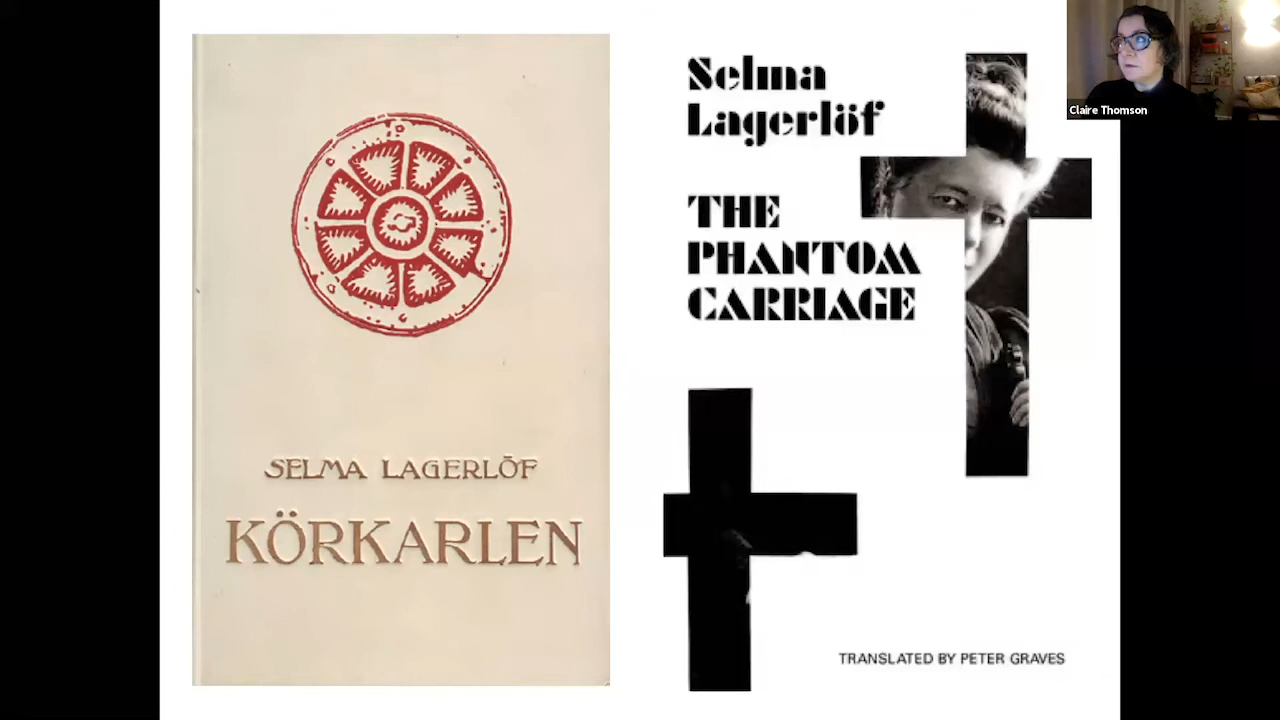 SELMA LAGERLÖF
KÖRKARLEN
Selma
Lagerlöf
THE
PHANTOM
CARRIAGE
TRANSLATED BY PETER GRAVES
Claire Thomson